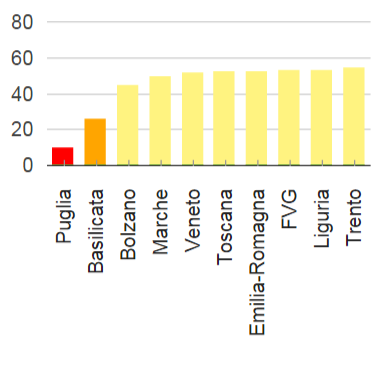 80
60
40
20
0
Puglia
Basilicata
Bolzano
Marche
Veneto
Toscana
Emilia-Romagna
FVG
Liguria
Trento